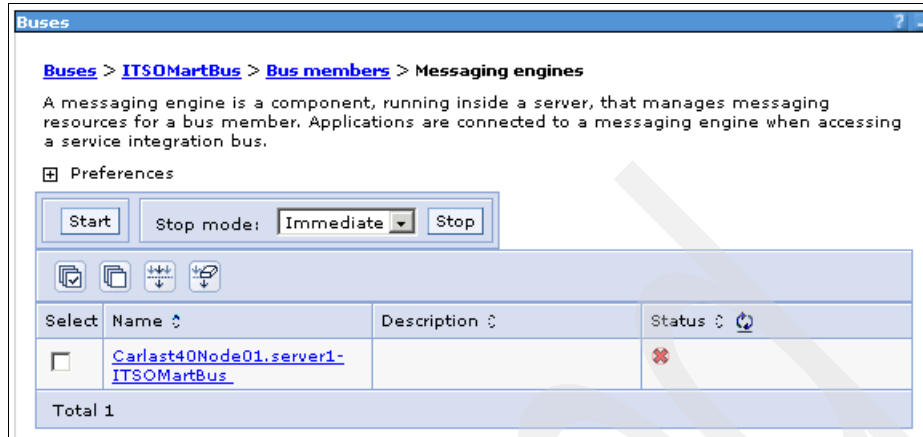 Buses ? -
Buses > ITSOMartBus > Bus members > Messaging engines
A messaging engine is a component, running inside a server, that manages messaging
resources for a bus member. Applications are connected to a messaging engine when accessing
a service integration bus.
Preferences
Start Stop mode: Immediate Stop
Select Name Description Status
Carlast40Node01.server1-
ITSOMartBus
Total 1